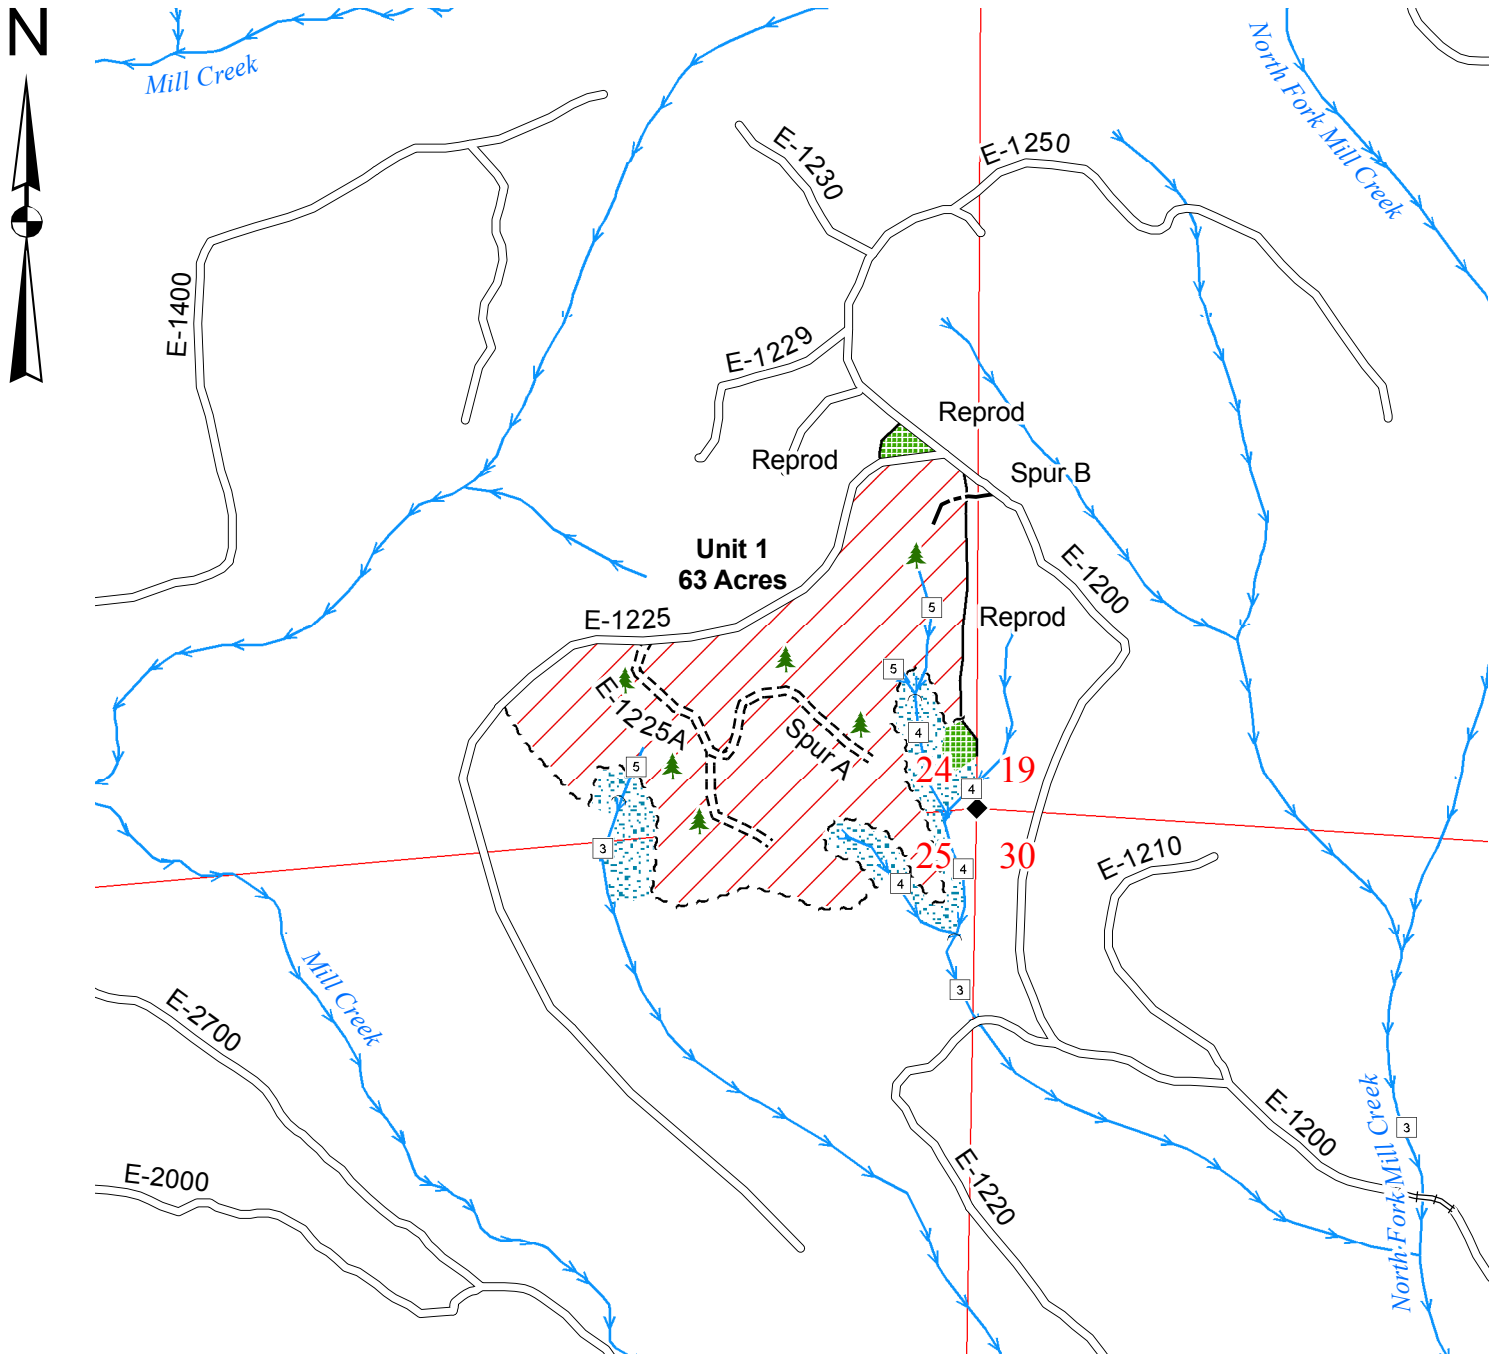 N
Mill Creek
North Fork Mill Creek
E-1230
E-1250
E-1400
E-1229
Reprod
Reprod
Spur B
Unit 1
63 Acres
E-1200
E-1225
5
Reprod
5
E-1225A
Spur A
4
5
24
19
4
3
25
30
4
4
E-1210
Mill Creek
3
E-2700
E-1200
North Fork Mill Creek
3
E-2000
E-1220